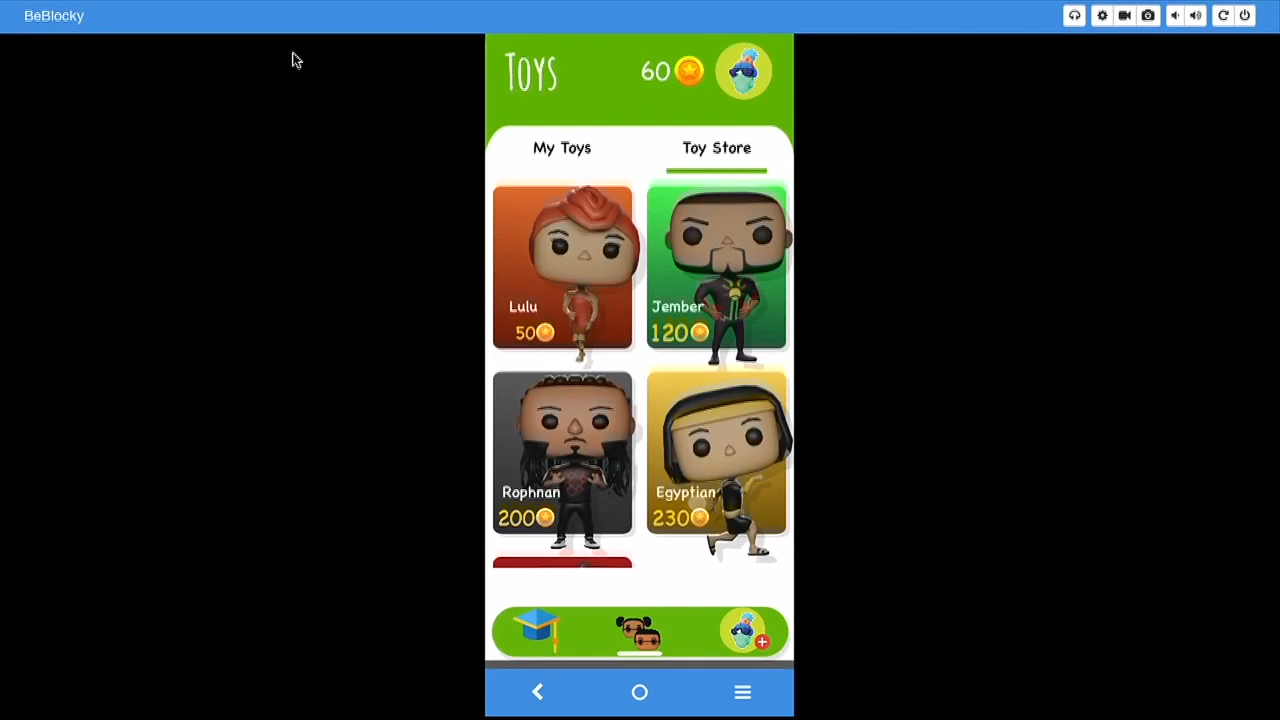 BeBlocky
Toys
60
My Toys
Toy Store
Lulu
50
Jember
120
Rophnan
200
Egyptian
230